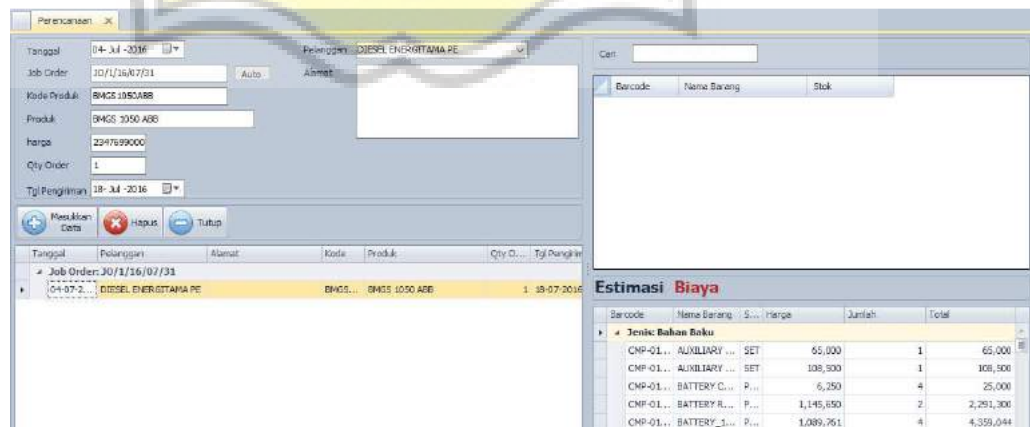 Perencanaan
Tanggal 04- Jul -2016
Job Order JO/1/16/07/31 Auto
Kode Produk BMGS 1050ABB
Produk BMGS 1050 ABB
harga 2347699000
Qty Order 1
Tgl Pengiriman 18- Jul -2016
Pelanggan DIESEL ENERGITAMA PE
Alamat
Masukkan Data Hapus Tutup
Tanggal Pelanggan Alamat Kode Produk Qty O... Tgl Pengirim
Job Order: JO/1/16/07/31
04-07-2... DIESEL ENERGITAMA PE BMGS... BMGS 1050 ABB 1 18-07-2016
Cari
Barcode Nama Barang Stok
Estimasi Biaya
Barcode Nama Barang S... Harga Jumlah Total
Jenis: Bahan Baku
CMP-01... AUXILIARY ... SET 65,000 1 65,000
CMP-01... AUXILIARY ... SET 108,500 1 108,500
CMP-01... BATTERY C... P... 6,250 4 25,000
CMP-01... BATTERY R... P... 1,145,650 2 2,291,300
CMP-01... BATTERY_1... P... 1,089,761 4 4,359,044